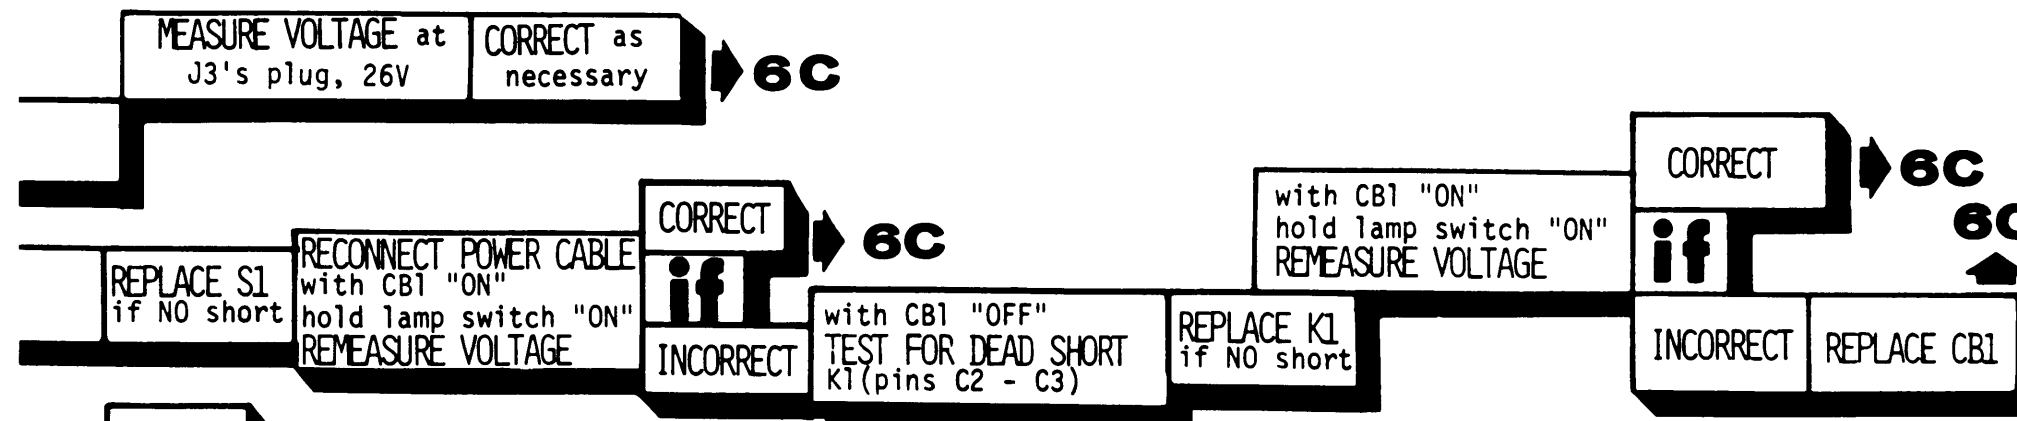 MEASURE VOLTAGE at
J3's plug, 26V
CORRECT as
necessary
6C
REPLACE S1
if NO short
RECONNECT POWER CABLE
with CB1 "ON"
hold lamp switch "ON"
REMEASURE VOLTAGE
CORRECT
6C
if
INCORRECT
with CB1 "OFF"
TEST FOR DEAD SHORT
K1(pins C2 - C3)
REPLACE K1
if NO short
with CB1 "ON"
hold lamp switch "ON"
REMEASURE VOLTAGE
CORRECT
6C
if
INCORRECT
REPLACE CB1
6C